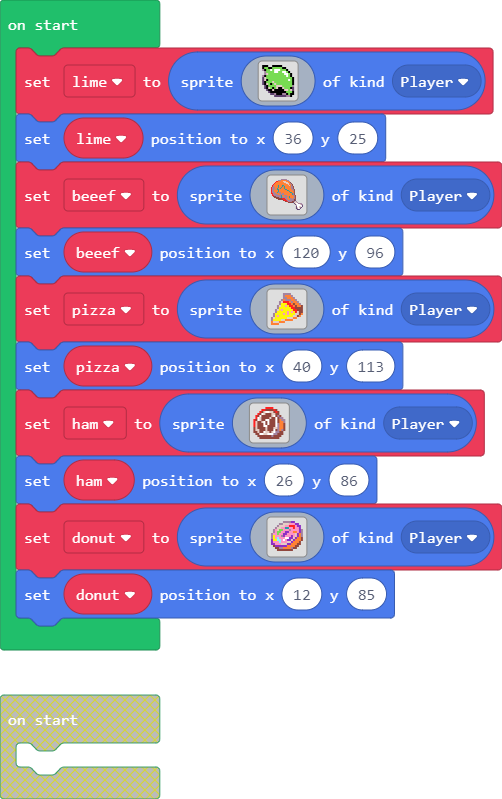 on start
set lime to sprite of kind Player
set lime position to x 36 y 25
set beeef to sprite of kind Player
set beeef position to x 120 y 96
set pizza to sprite of kind Player
set pizza position to x 40 y 113
set ham to sprite of kind Player
set ham position to x 26 y 86
set donut to sprite of kind Player
set donut position to x 12 y 85
on start